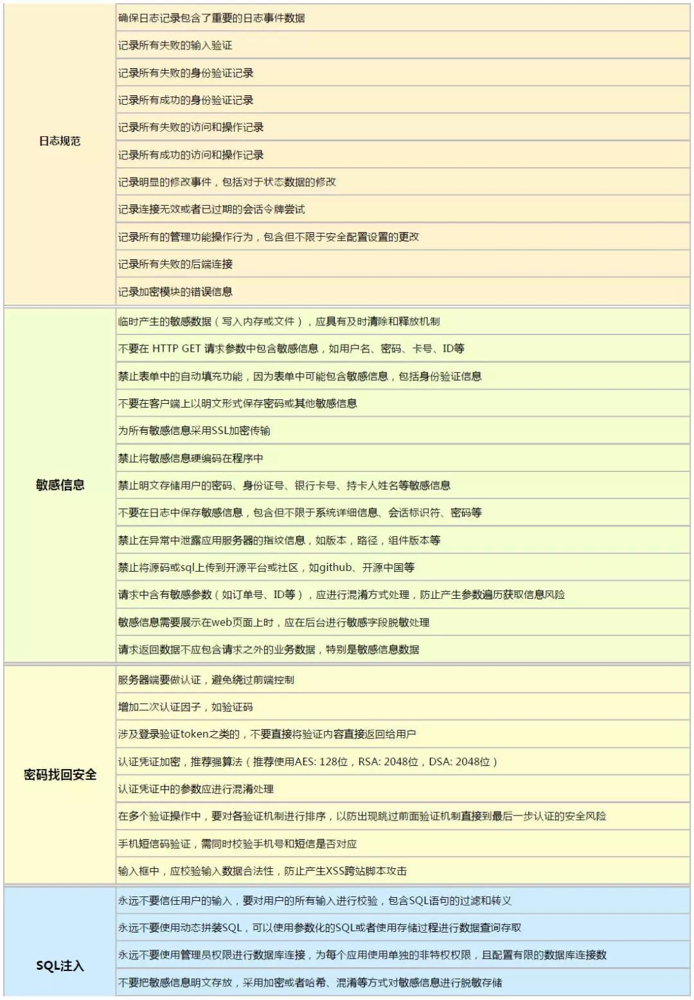 确保日志记录包含了重要的日志事件数据
记录所有失败的输入验证
记录所有失败的身份验证记录
记录所有成功的身份验证记录
记录所有失败的访问和操作记录
日志规范
记录所有成功的访问和操作记录
记录明显的修改事件，包括对于状态数据的修改
记录连接无效或者已过期的会话令牌尝试
记录所有的管理功能操作行为，包含但不限于安全配置设置的更改
记录所有失败的后端连接
记录加密模块的错误信息
临时产生的敏感数据（写入内存或文件），应具有及时清除和释放机制
不要在 HTTP GET 请求参数中包含敏感信息，如用户名、密码、卡号、ID等
禁止表单中的自动填充功能，因为表单中可能包含敏感信息，包括身份验证信息
不要在客户端上以明文形式保存密码或其他敏感信息
为所有敏感信息采用SSL加密传输
禁止将敏感信息硬编码在程序中
敏感信息
禁止明文存储用户的密码、身份证号、银行卡号、持卡人姓名等敏感信息
不要在日志中保存敏感信息，包含但不限于系统详细信息、会话标识符、密码等
禁止在异常中泄露应用服务器的指纹信息，如版本，路径，组件版本等
禁止将源码或sql上传到开源平台或社区，如github、开源中国等
请求中含有敏感参数（如订单号、ID等），应进行混淆方式处理，防止产生参数遍历获取信息风险
敏感信息需要展示在web页面上时，应在后台进行敏感字段脱敏处理
请求返回数据不应包含请求之外的业务数据，特别是敏感信息数据
服务器端要做认证，避免绕过前端控制
增加二次认证因子，如验证码
涉及登录验证token之类的，不要直接将验证内容直接返回给用户
认证凭证加密，推荐强算法（推荐使用AES: 128位，RSA: 2048位，DSA: 2048位）
密码找回安全
认证凭证中的参数应进行混淆处理
在多个验证操作中，要对各验证机制进行排序，以防出现跳过前面验证机制直接到最后一步认证的安全风险
手机短信码验证，需同时校验手机号和短信是否对应
输入框中，应校验输入数据合法性，防止产生XSS跨站脚本攻击
永远不要信任用户的输入，要对用户的所有输入进行校验，包含SQL语句的过滤和转义
永远不要使用动态拼装SQL，可以使用参数化的SQL或者使用存储过程进行数据查询存取
永远不要使用管理员权限进行数据库连接，为每个应用使用单独的非特权权限，且配置有限的数据库连接数
SQL注入
不要把敏感信息明文存放，采用加密或者哈希、混淆等方式对敏感信息进行脱敏存储